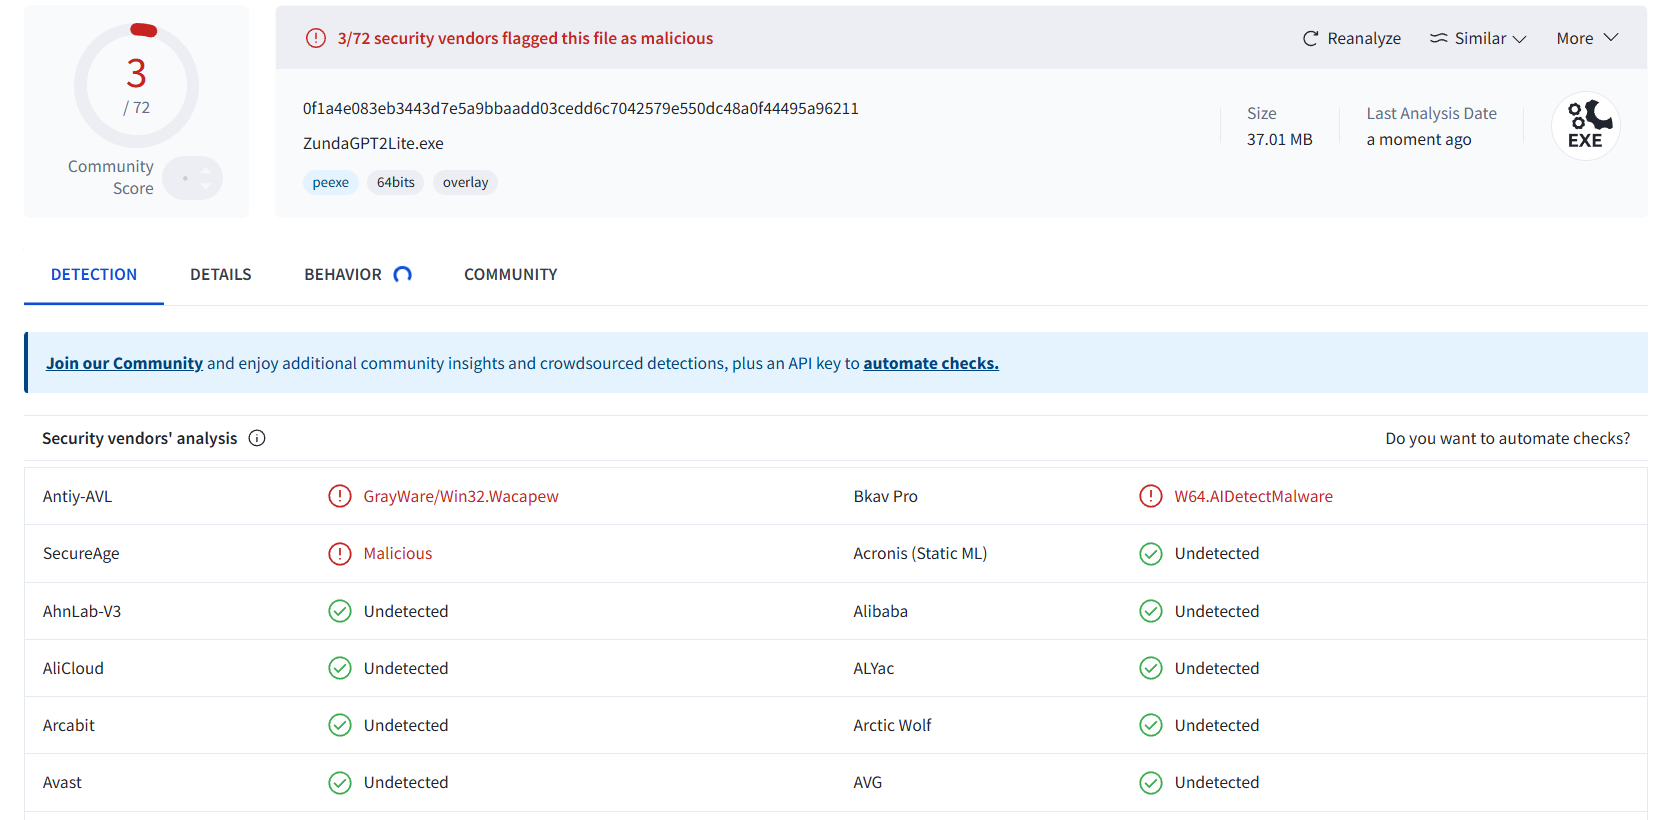 3
/ 72
Community
Score
3/72 security vendors flagged this file as malicious
Reanalyze
Similar
More
0f1a4e083eb3443d7e5a9bbaadd03cedd6c7042579e550dc48a0f44495a96211
ZundaGPT2Lite.exe
peexe
64bits
overlay
Size
37.01 MB
Last Analysis Date
a moment ago
EXE
DETECTION
DETAILS
BEHAVIOR
COMMUNITY
Join our Community and enjoy additional community insights and crowdsourced detections, plus an API key to automate checks.
Security vendors' analysis
Do you want to automate checks?
Antiy-AVL
GrayWare/Win32.Wacapew
Bkav Pro
W64.AIDetectMalware
SecureAge
Malicious
Acronis (Static ML)
Undetected
AhnLab-V3
Undetected
Alibaba
Undetected
AliCloud
Undetected
ALYac
Undetected
Arcabit
Undetected
Arctic Wolf
Undetected
Avast
Undetected
AVG
Undetected